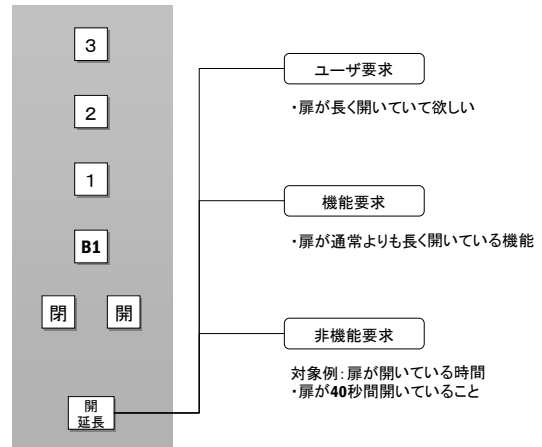 3
2
1
B1
閉 開
開
延長
ユーザ要求
・扉が長く開いていて欲しい
機能要求
・扉が通常よりも長く開いている機能
非機能要求
対象例：扉が開いている時間
・扉が40秒間開いていること